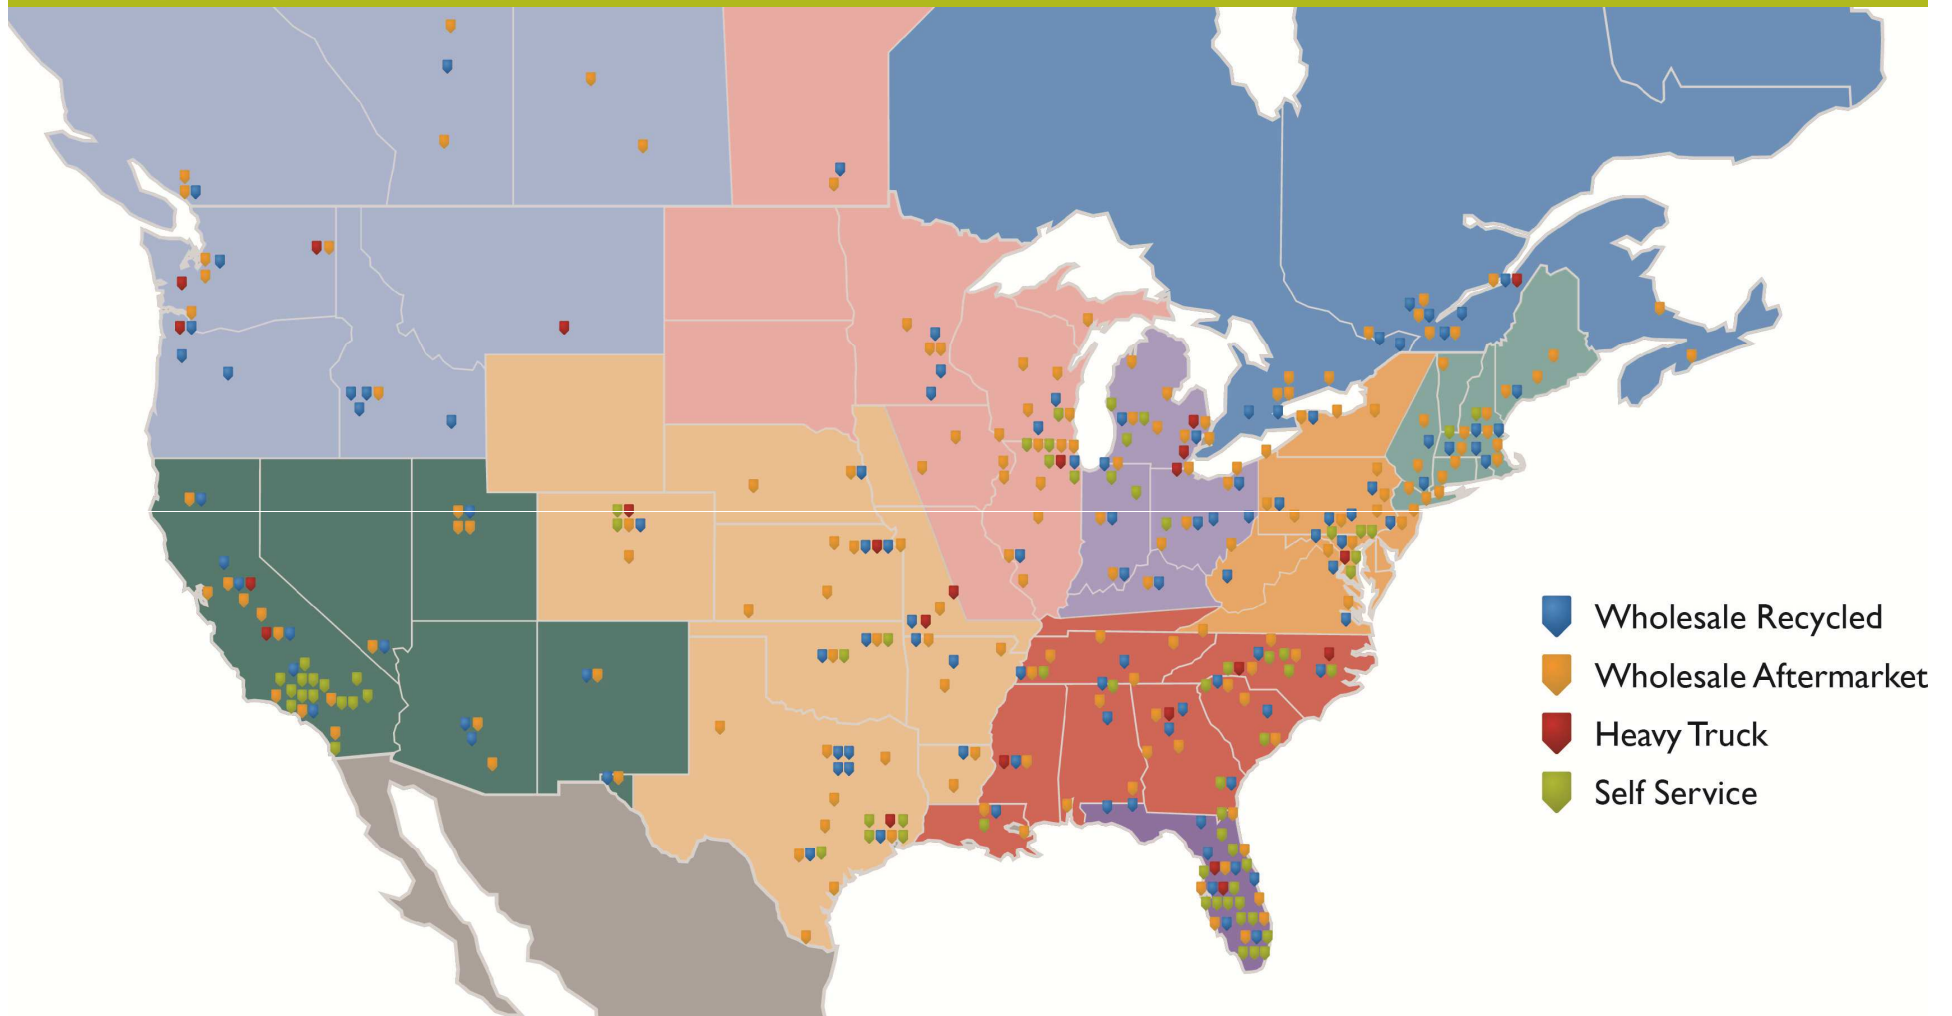 Wholesale Recycled
Wholesale Aftermarket
Heavy Truck
Self Service